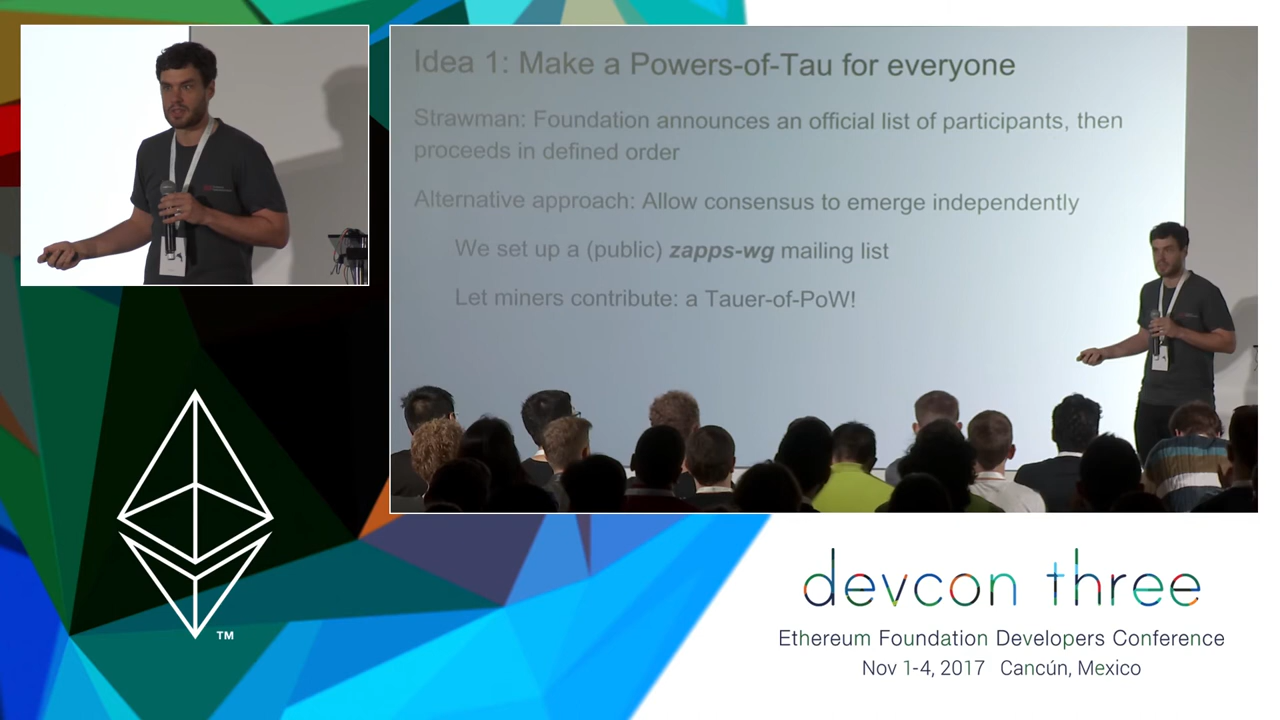 Idea 1: Make a Powers-of-Tau for everyone
Strawman: Foundation announces an official list of participants, then
proceeds in defined order
Alternative approach: Allow consensus to emerge independently
We set up a (public) zapps-wg mailing list
Let miners contribute: a Tauer-of-PoW!
TM
devcon three
Ethereum Foundation Developers Conference
Nov 1-4, 2017 Cancún, Mexico